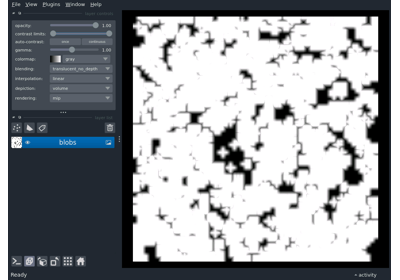 File View Plugins Window Help
opacity: 1.00
contrast limits:
auto-contrast: once continuous
gamma: 1.00
colormap: gray
blending: translucent_no_depth
interpolation: linear
depiction: volume
rendering: mip
blobs
Ready
activity